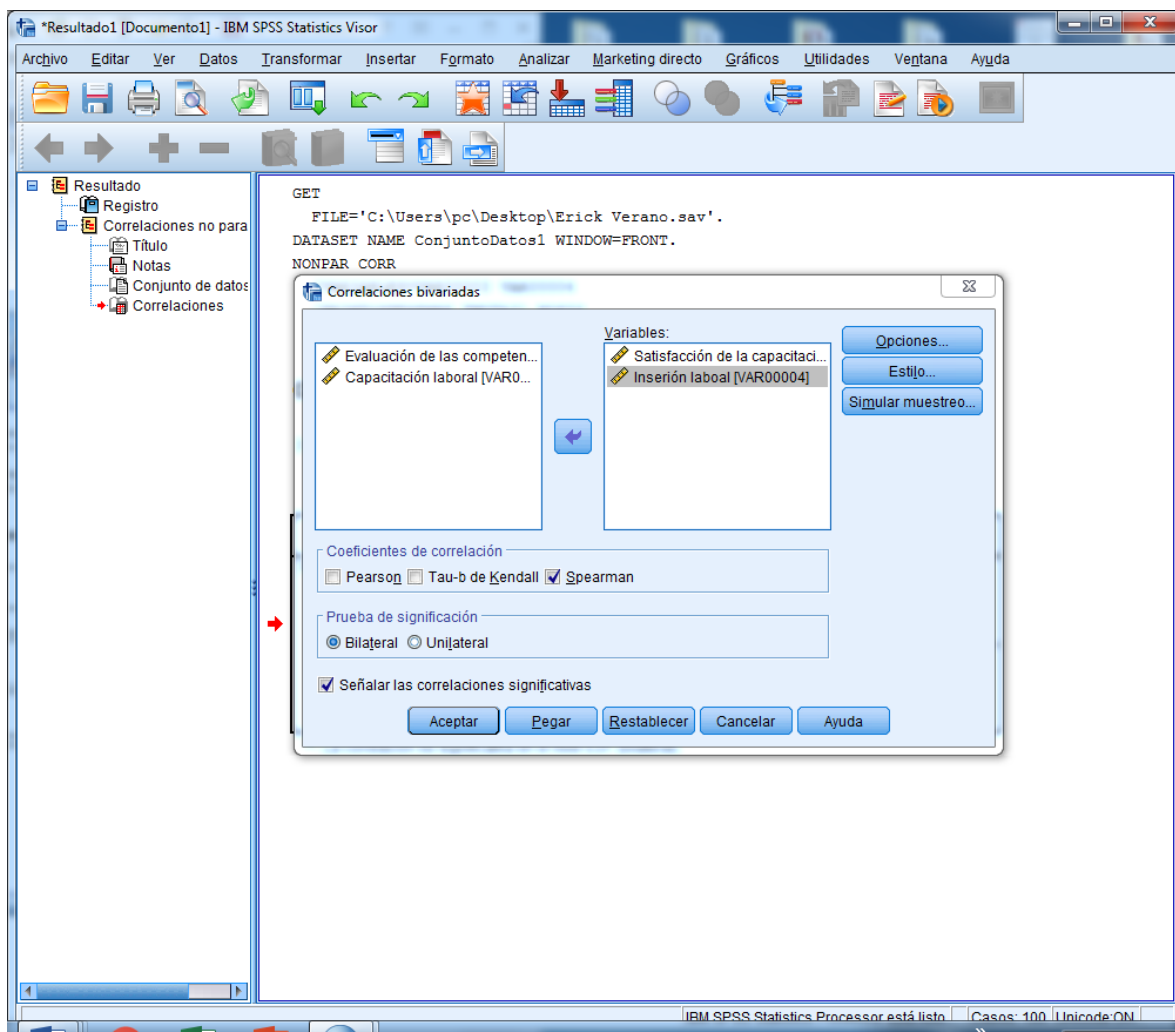 *Resultado1 [Documento1] - IBM SPSS Statistics Visor
Archivo Editar Ver Datos Transformar Insertar Formato Analizar Marketing directo Gráficos Utilidades Ventana Ayuda
Resultado
Registro
Correlaciones no para
Título
Notas
Conjunto de datos
Correlaciones
GET
FILE='C:\Users\pc\Desktop\Erick Verano.sav'.
DATASET NAME ConjuntoDatos1 WINDOW=FRONT.
NONPAR CORR
Correlaciones bivariadas
Evaluación de las competen...
Capacitación laboral [VAR0...
Variables:
Satisfacción de la capacitaci...
Inserión laboal [VAR00004]
Opciones...
Estilo...
Simular muestreo...
Coeficientes de correlación
Pearson Tau-b de Kendall Spearman
Prueba de significación
Bilateral Unilateral
Señalar las correlaciones significativas
Aceptar Pegar Restablecer Cancelar Ayuda
IBM SPSS Statistics Processor está listo Casos: 100 Unicode:ON